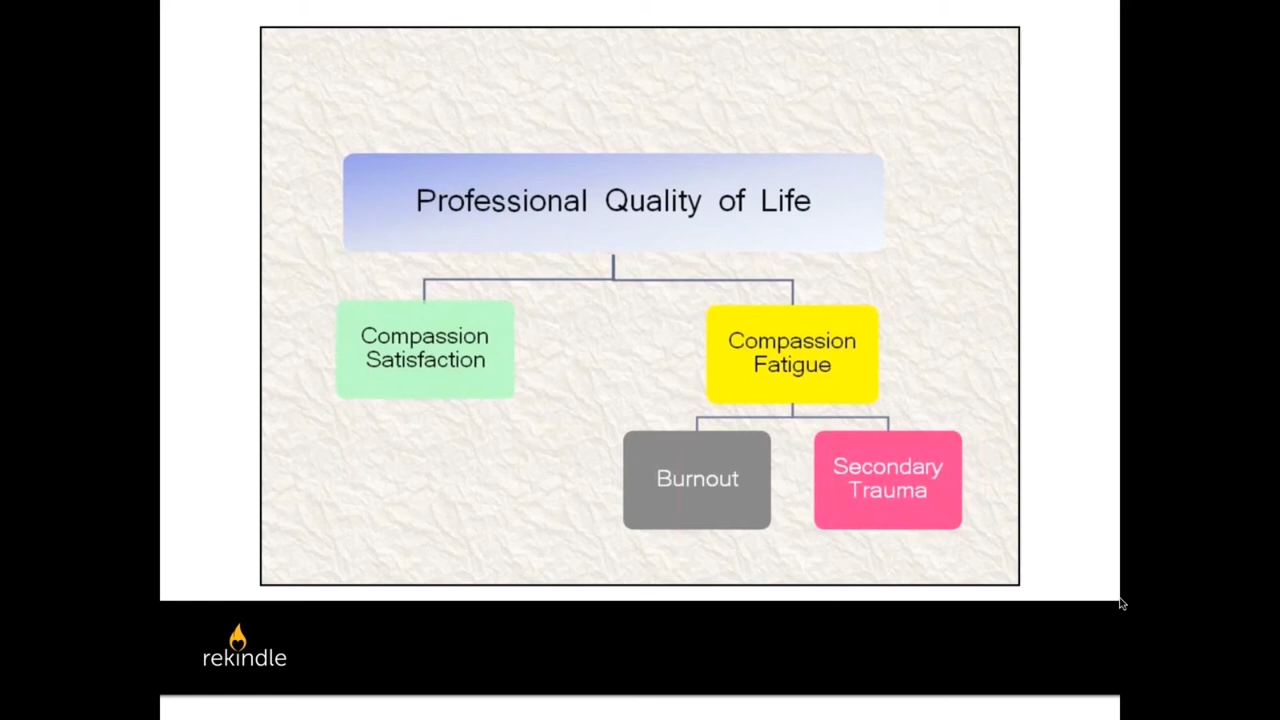 Professional Quality of Life
Compassion
Satisfaction
Compassion
Fatigue
Burnout
Secondary
Trauma
rekindle